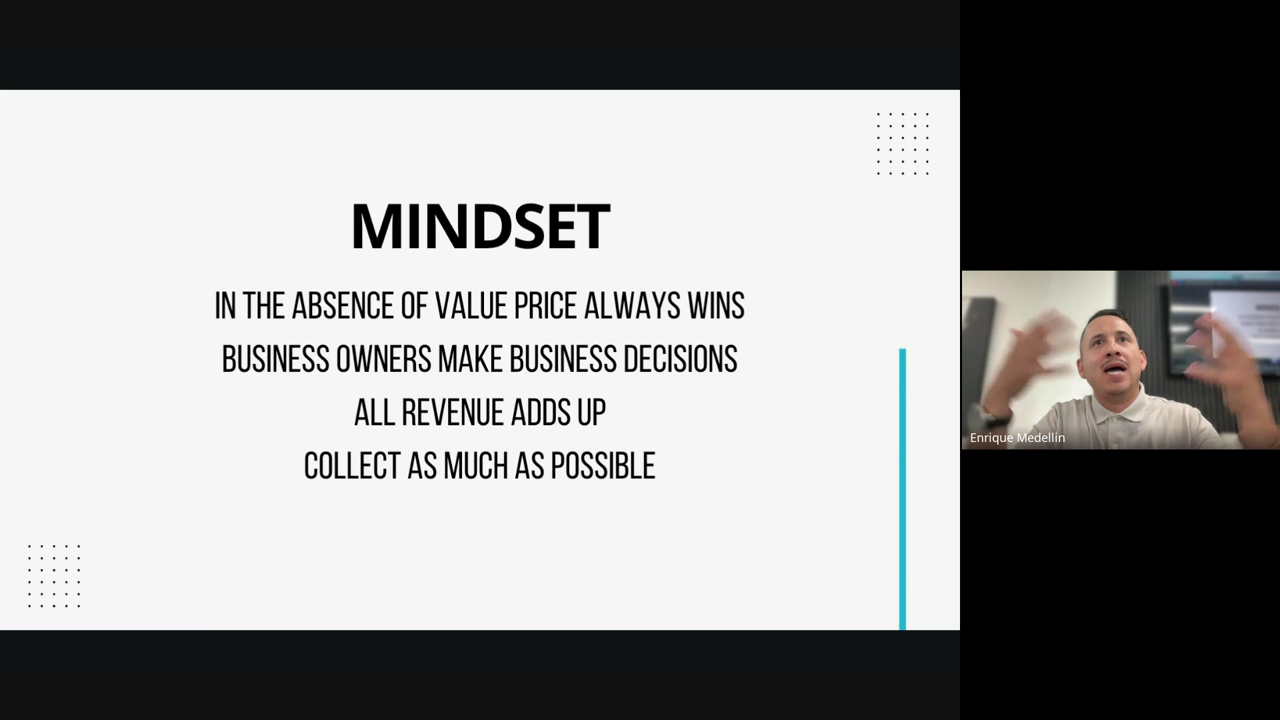 MINDSET
IN THE ABSENCE OF VALUE PRICE ALWAYS WINS
BUSINESS OWNERS MAKE BUSINESS DECISIONS
ALL REVENUE ADDS UP
COLLECT AS MUCH AS POSSIBLE
Enrique Medellin